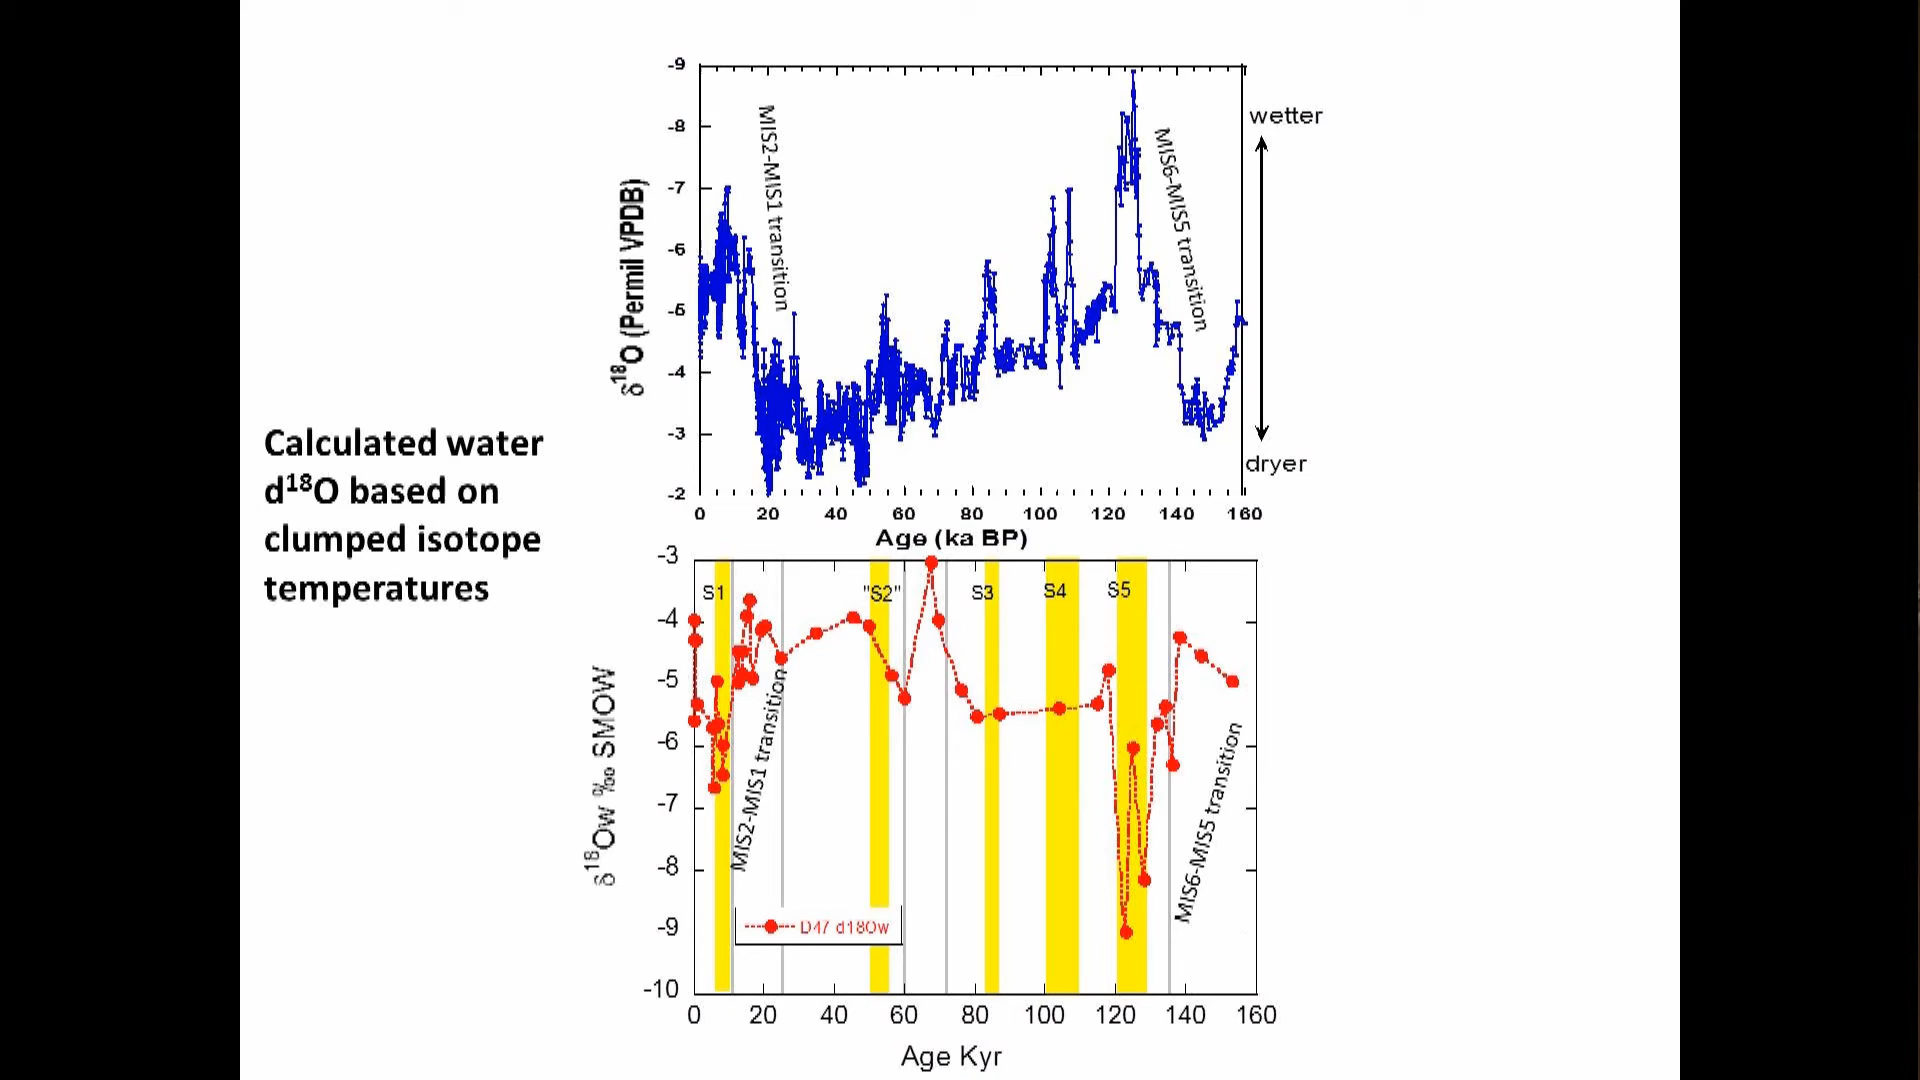 Calculated water
d18O based on
clumped isotope
temperatures
-9
-8
-7
-6
-5
-4
-3
-2
δ18O (Permil VPDB)
MIS2-MIS1 transition
MIS6-MIS5 transition
wetter
dryer
0 20 40 60 80 100 120 140 160
Age (ka BP)
-3
-4
-5
-6
-7
-8
-9
-10
δ18Ow ‰ SMOW
S1 "S2" S3 S4 S5
MIS2-MIS1 transition
MIS6-MIS5 transition
D47 d18Ow
0 20 40 60 80 100 120 140 160
Age Kyr